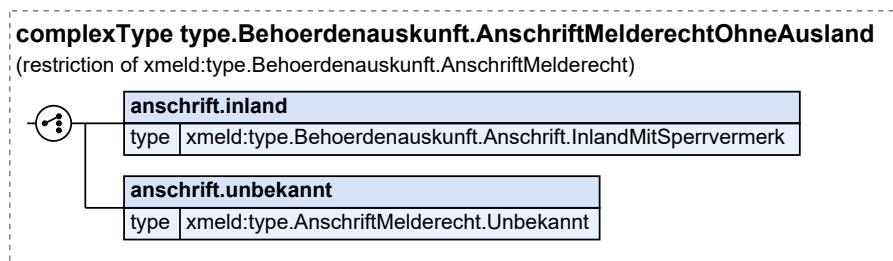 complexType type.Behoerdenauskunft.AnschriftMelderechtOhneAusland
(restriction of xmeld:type.Behoerdenauskunft.AnschriftMelderecht)
anschrift.inland
type xmeld:type.Behoerdenauskunft.Anschrift.InlandMitSperrvermerk
anschrift.unbekannt
type xmeld:type.AnschriftMelderecht.Unbekannt